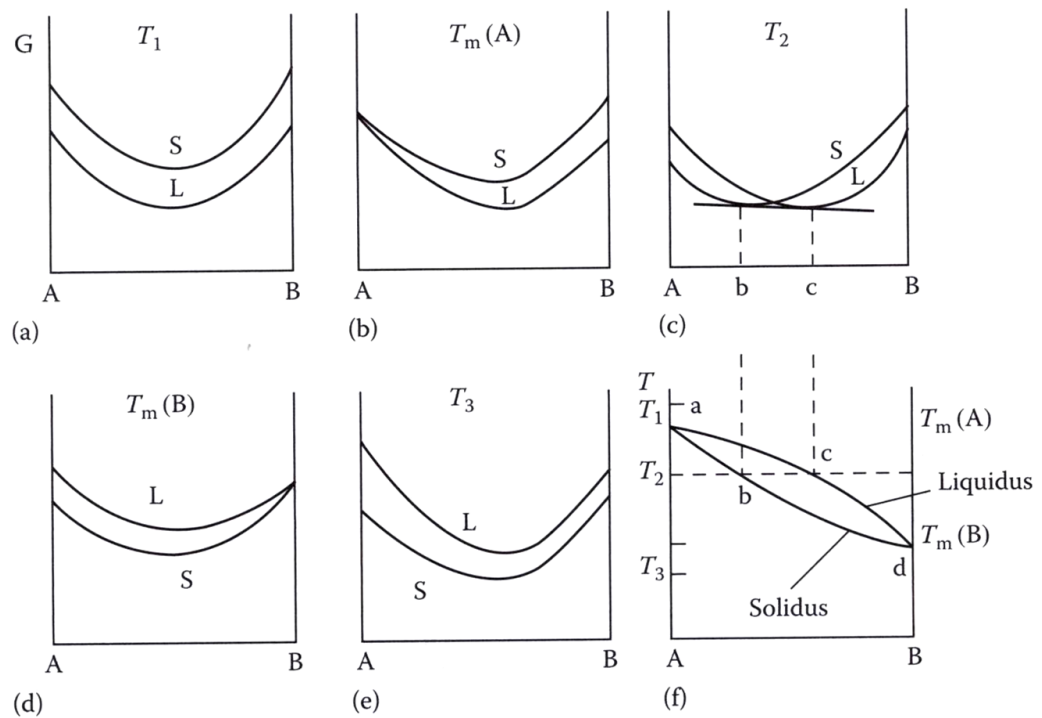 G
T₁
S
L
A
B
(a)
Tₘ (A)
S
L
A
B
(b)
T₂
S
L
A
b
c
B
(c)
Tₘ (B)
L
S
A
B
(d)
T₃
L
S
A
B
(e)
T
T₁
a
Tₘ (A)
T₂
c
b
Liquidus
Tₘ (B)
T₃
d
Solidus
A
B
(f)